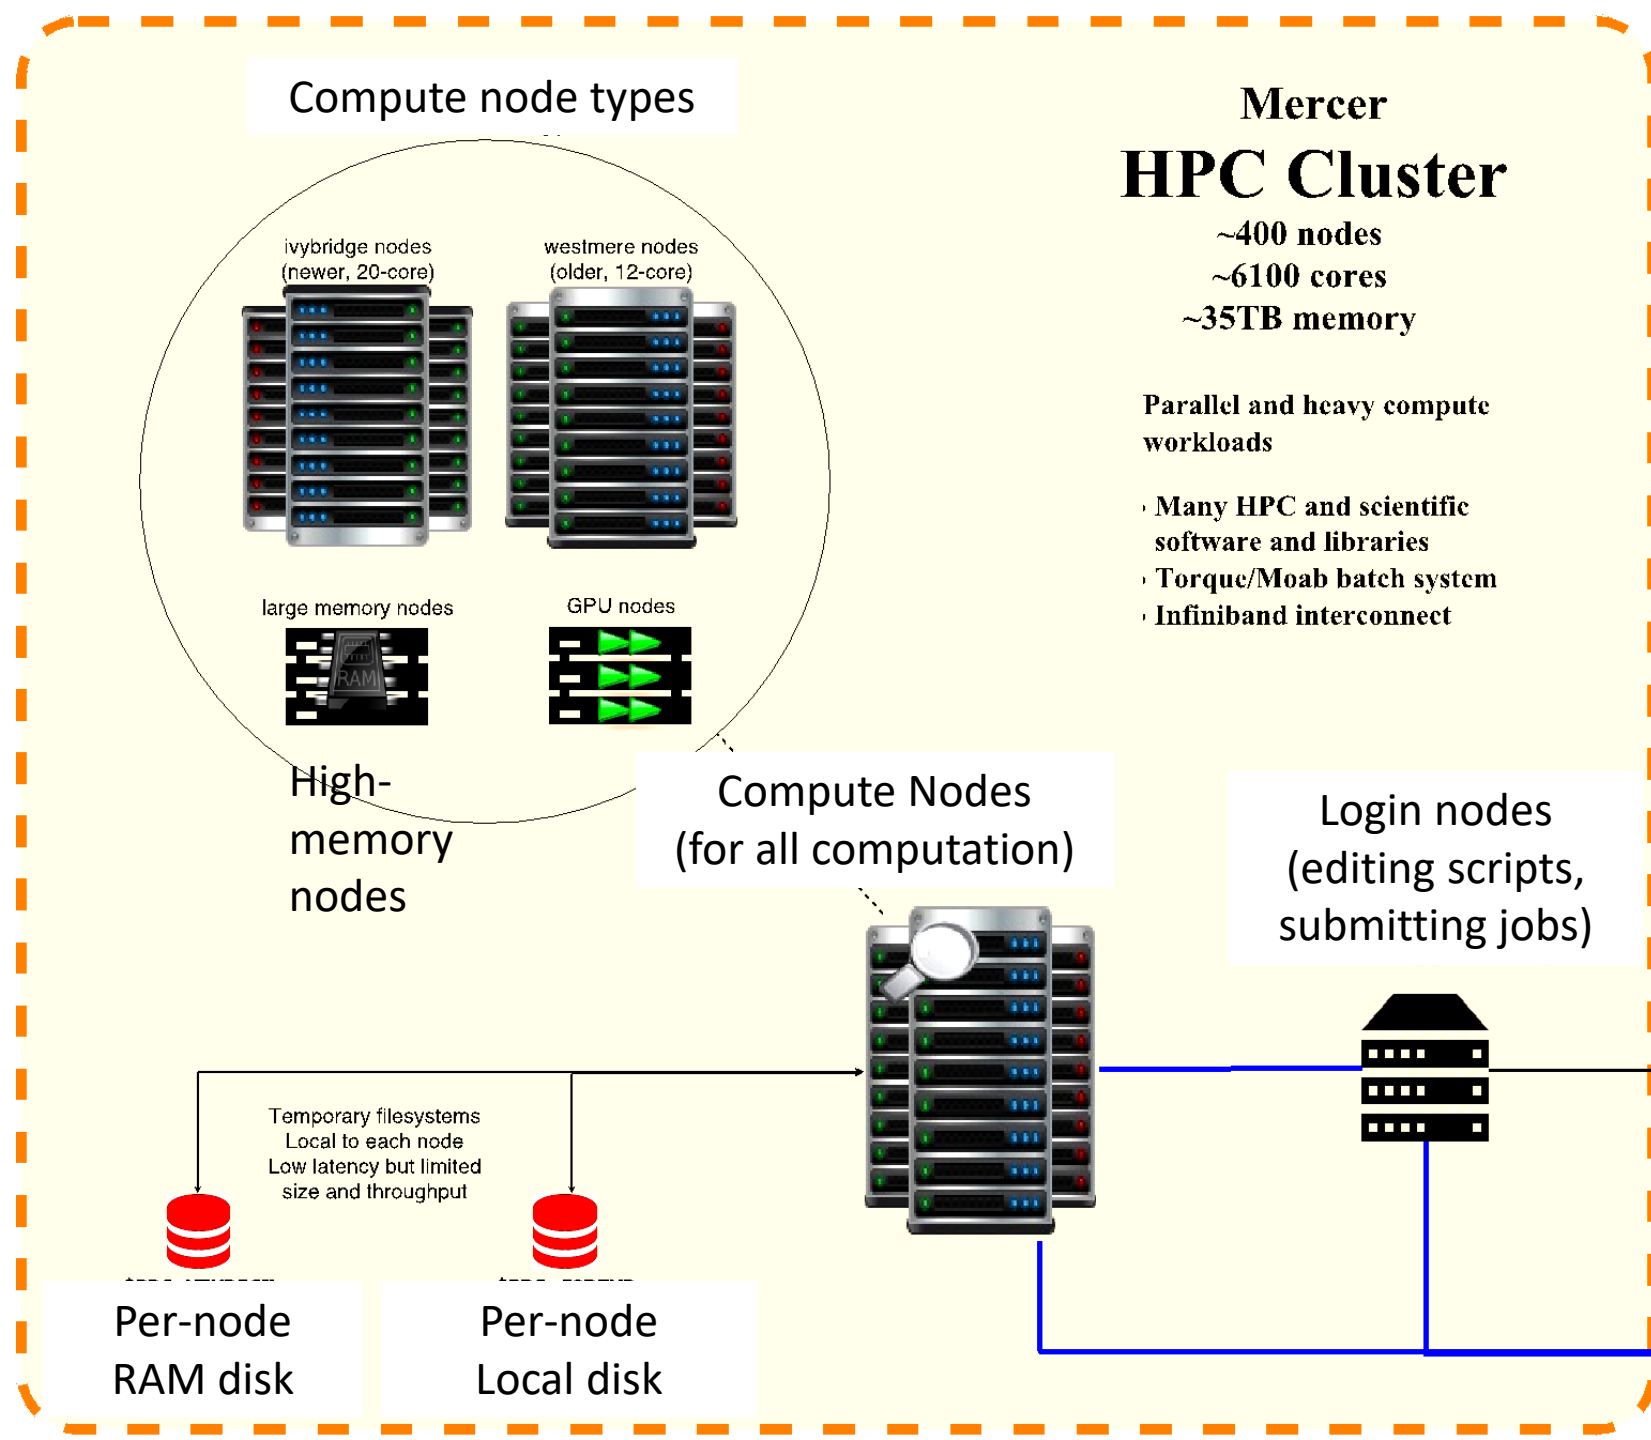 Compute node types
Mercer
HPC Cluster
~400 nodes
~6100 cores
~35TB memory
ivybridge nodes
(newer, 20-core)
westmere nodes
(older, 12-core)
Parallel and heavy compute
workloads
› Many HPC and scientific
software and libraries
› Torque/Moab batch system
› Infiniband interconnect
large memory nodes
RAM
GPU nodes
High-
memory
nodes
Compute Nodes
(for all computation)
Login nodes
(editing scripts,
submitting jobs)
Temporary filesystems
Local to each node
Low latency but limited
size and throughput
Per-node
RAM disk
Per-node
Local disk